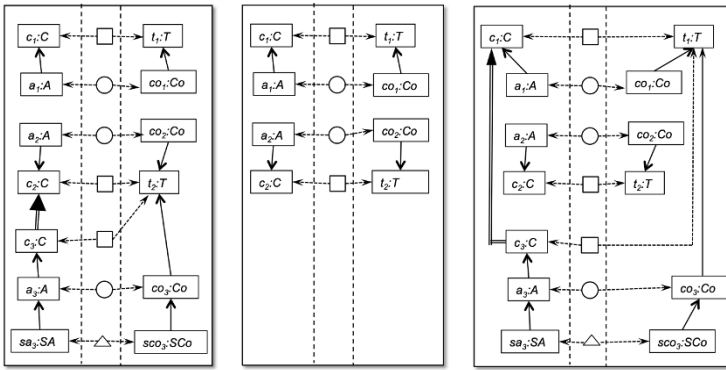 c1:C t1:T
a1:A co1:Co
a2:A co2:Co
c2:C t2:T
c3:C
a3:A co3:Co
sa3:SA sco3:SCo
c1:C t1:T
a1:A co1:Co
a2:A co2:Co
c2:C t2:T
c1:C t1:T
a1:A co1:Co
a2:A co2:Co
c2:C t2:T
c3:C
a3:A co3:Co
sa3:SA sco3:SCo